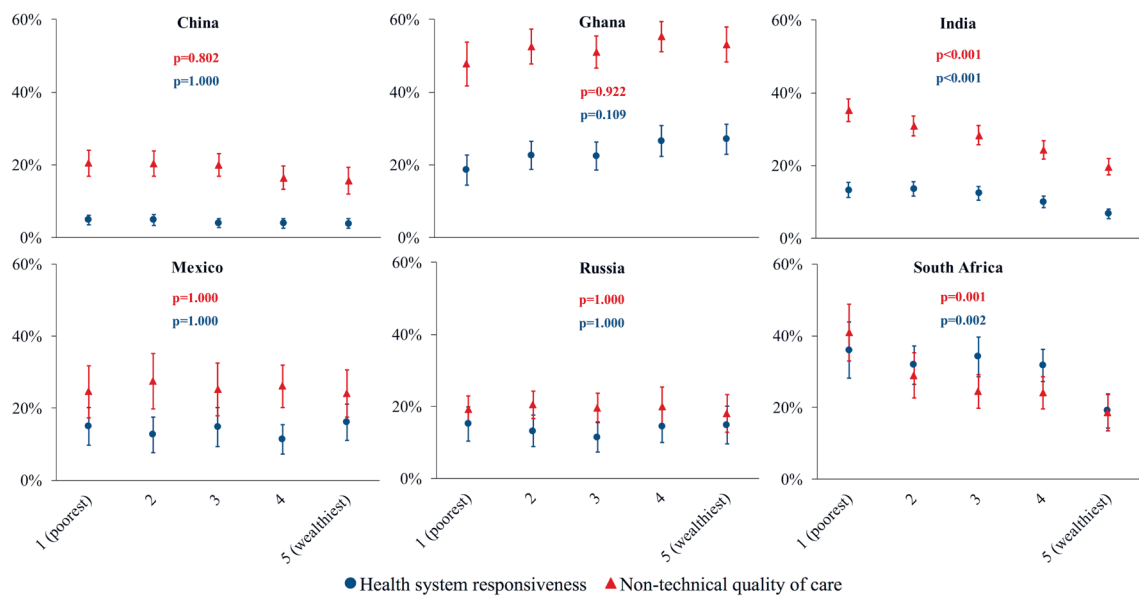 China
60%
40%
20%
0%
p=0.802
p=1.000
Ghana
60%
40%
20%
0%
p=0.922
p=0.109
India
60%
40%
20%
0%
p<0.001
p<0.001
Mexico
60%
40%
20%
0%
p=1.000
p=1.000
1 (poorest)
2
3
4
5 (wealthiest)
Russia
60%
40%
20%
0%
p=1.000
p=1.000
1 (poorest)
2
3
4
5 (wealthiest)
South Africa
60%
40%
20%
0%
p=0.001
p=0.002
1 (poorest)
2
3
4
5 (wealthiest)
Health system responsiveness Non-technical quality of care